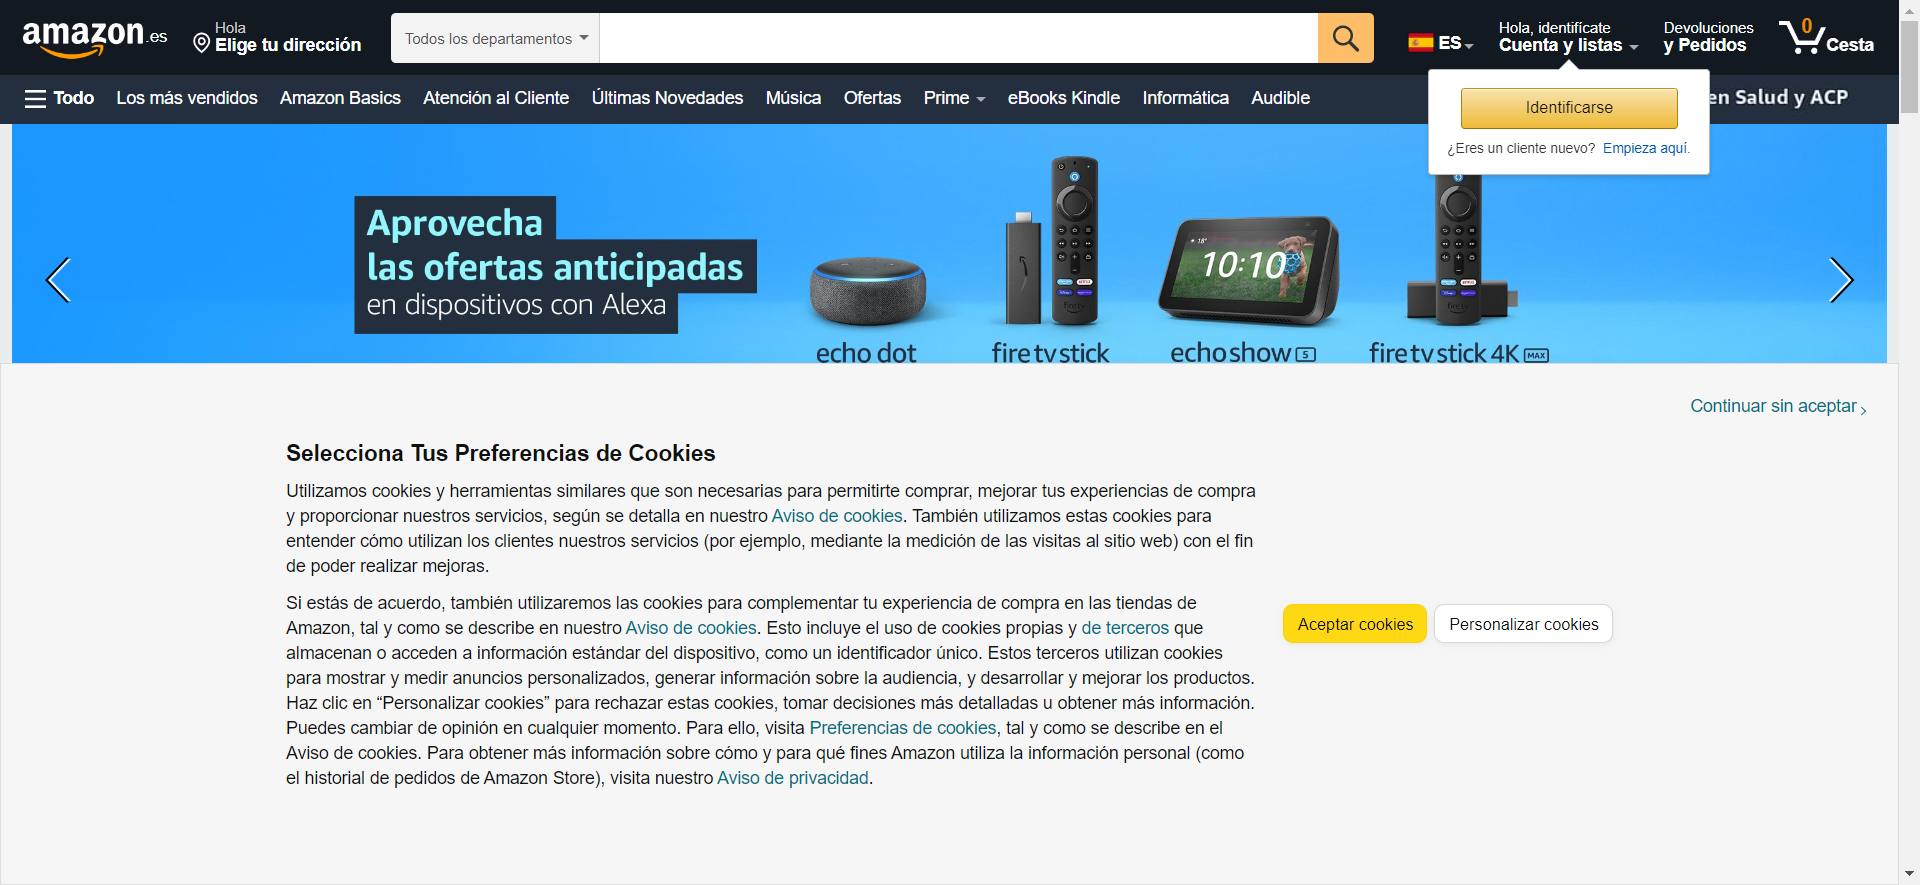 amazon.es
Hola
Elige tu dirección
Todos los departamentos
ES
Hola, identifícate
Cuenta y listas
Devoluciones
y Pedidos
0
Cesta
Todo
Los más vendidos
Amazon Basics
Atención al Cliente
Últimas Novedades
Música
Ofertas
Prime
eBooks Kindle
Informática
Audible
en Salud y ACP
Identificarse
¿Eres un cliente nuevo? Empieza aquí.
Aprovecha
las ofertas anticipadas
en dispositivos con Alexa
18°
10:10
echo dot
fire tv stick
echo show 5
fire tv stick 4K MAX
Continuar sin aceptar
Selecciona Tus Preferencias de Cookies
Utilizamos cookies y herramientas similares que son necesarias para permitirte comprar, mejorar tus experiencias de compra
y proporcionar nuestros servicios, según se detalla en nuestro Aviso de cookies. También utilizamos estas cookies para
entender cómo utilizan los clientes nuestros servicios (por ejemplo, mediante la medición de las visitas al sitio web) con el fin
de poder realizar mejoras.
Si estás de acuerdo, también utilizaremos las cookies para complementar tu experiencia de compra en las tiendas de
Amazon, tal y como se describe en nuestro Aviso de cookies. Esto incluye el uso de cookies propias y de terceros que
almacenan o acceden a información estándar del dispositivo, como un identificador único. Estos terceros utilizan cookies
para mostrar y medir anuncios personalizados, generar información sobre la audiencia, y desarrollar y mejorar los productos.
Haz clic en “Personalizar cookies” para rechazar estas cookies, tomar decisiones más detalladas u obtener más información.
Puedes cambiar de opinión en cualquier momento. Para ello, visita Preferencias de cookies, tal y como se describe en el
Aviso de cookies. Para obtener más información sobre cómo y para qué fines Amazon utiliza la información personal (como
el historial de pedidos de Amazon Store), visita nuestro Aviso de privacidad.
Aceptar cookies
Personalizar cookies